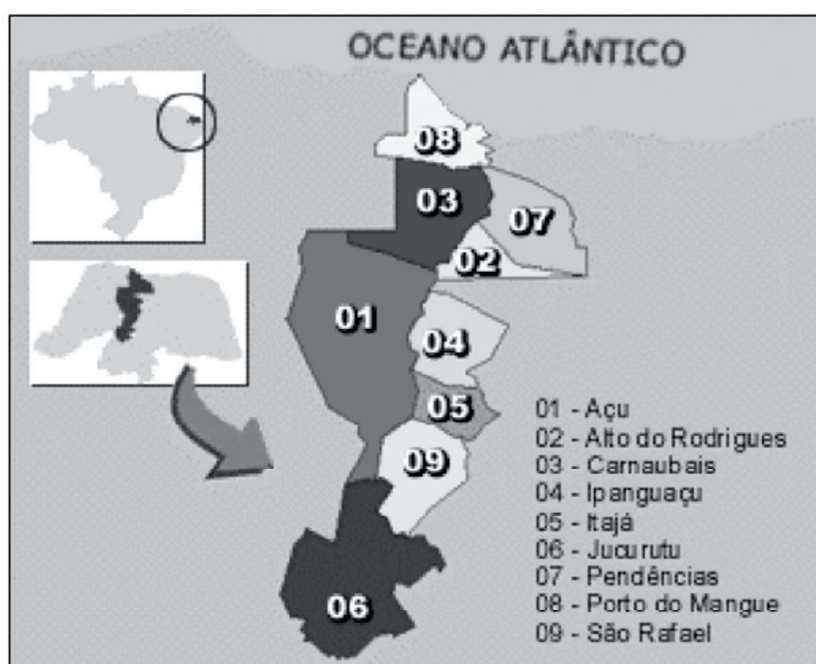 OCEANO ATLÂNTICO
08
03
07
02
01
04
05
09
06
01 - Açu
02 - Alto do Rodrigues
03 - Carnaubais
04 - Ipanguaçu
05 - Itajá
06 - Jucurutu
07 - Pendências
08 - Porto do Mangue
09 - São Rafael